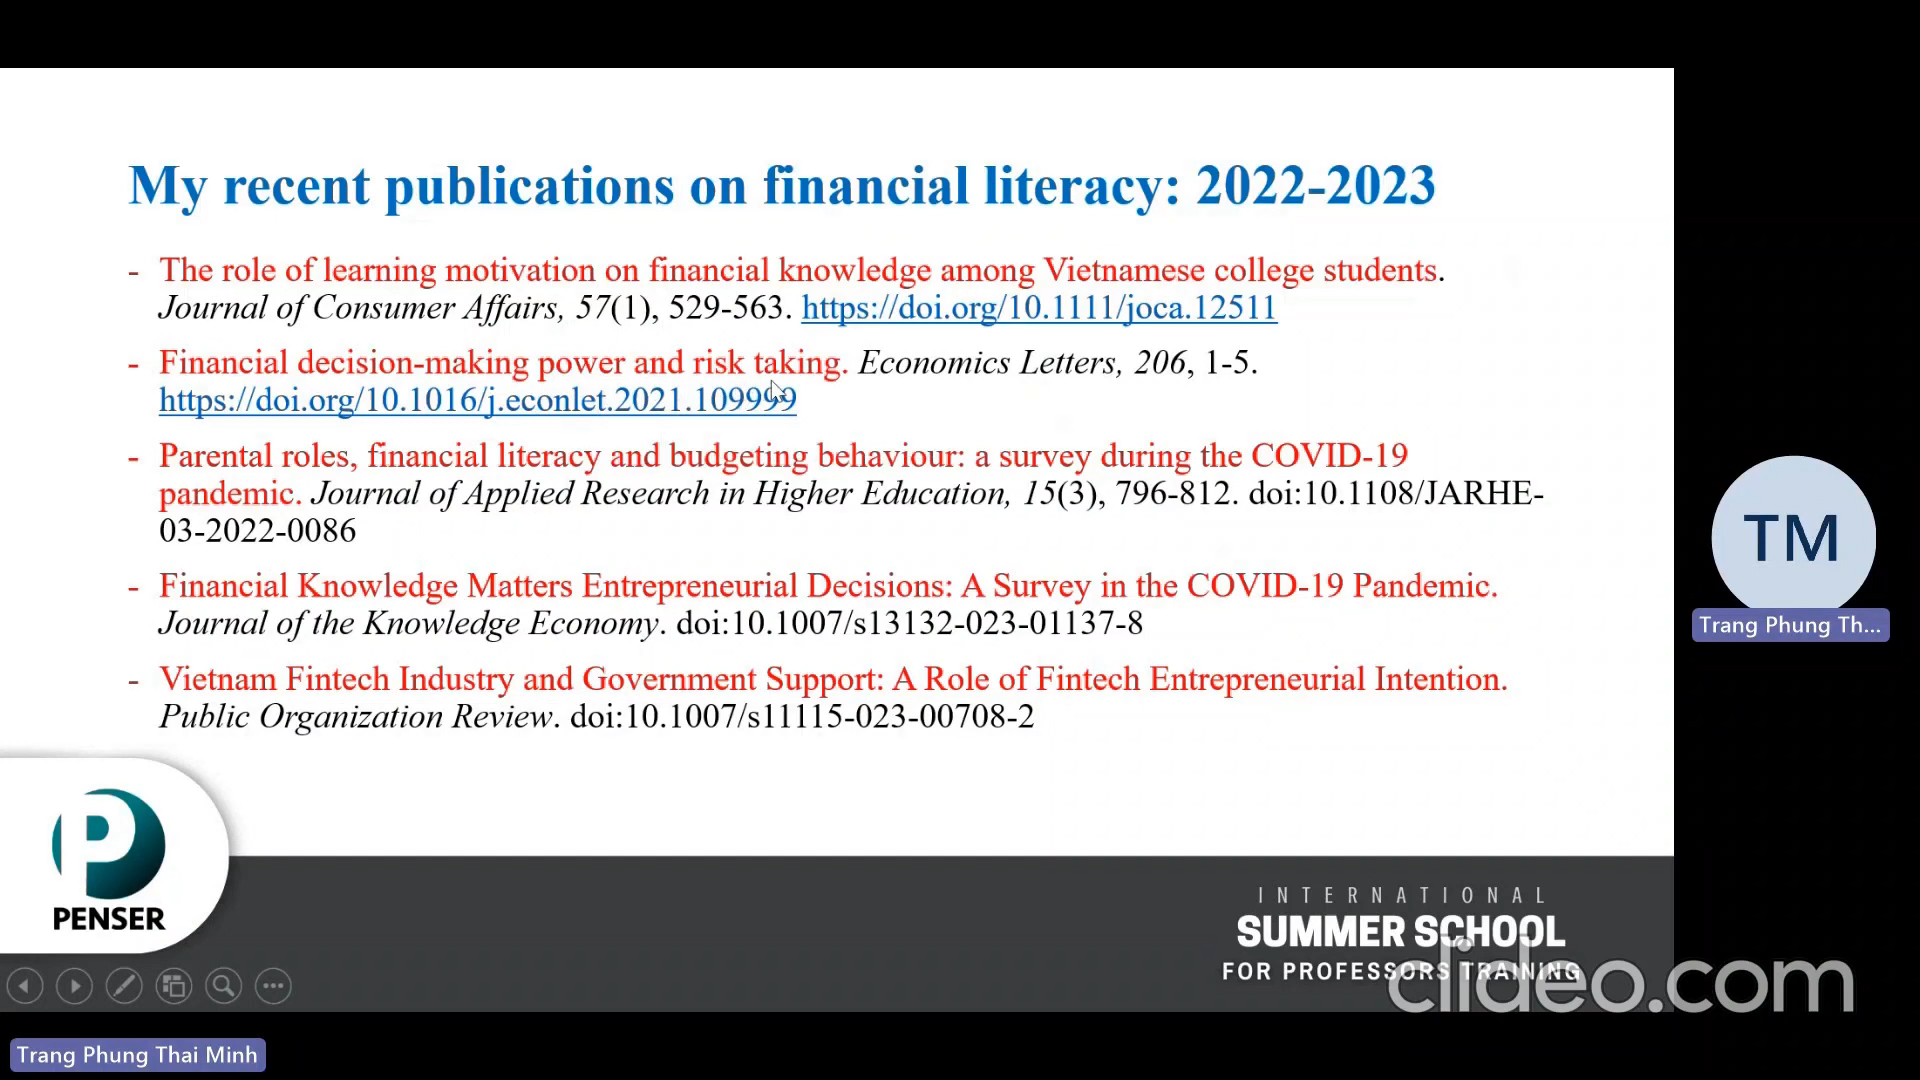 My recent publications on financial literacy: 2022-2023
- The role of learning motivation on financial knowledge among Vietnamese college students.
Journal of Consumer Affairs, 57(1), 529-563. https://doi.org/10.1111/joca.12511
- Financial decision-making power and risk taking. Economics Letters, 206, 1-5.
https://doi.org/10.1016/j.econlet.2021.109999
- Parental roles, financial literacy and budgeting behaviour: a survey during the COVID-19
pandemic. Journal of Applied Research in Higher Education, 15(3), 796-812. doi:10.1108/JARHE-
03-2022-0086
- Financial Knowledge Matters Entrepreneurial Decisions: A Survey in the COVID-19 Pandemic.
Journal of the Knowledge Economy. doi:10.1007/s13132-023-01137-8
- Vietnam Fintech Industry and Government Support: A Role of Fintech Entrepreneurial Intention.
Public Organization Review. doi:10.1007/s11115-023-00708-2
TM
Trang Phung Th...
P
PENSER
INTERNATIONAL
SUMMER SCHOOL
FOR PROFESSORS TRAINING
clideo.com
Trang Phung Thai Minh